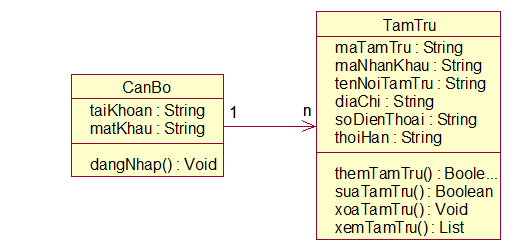 CanBo
taiKhoan : String
matKhau : String
dangNhap() : Void
1
n
TamTru
maTamTru : String
maNhanKhau : String
tenNoiTamTru : String
diaChi : String
soDienThoai : String
thoiHan : String
themTamTru() : Boole...
suaTamTru() : Boolean
xoaTamTru() : Void
xemTamTru() : List